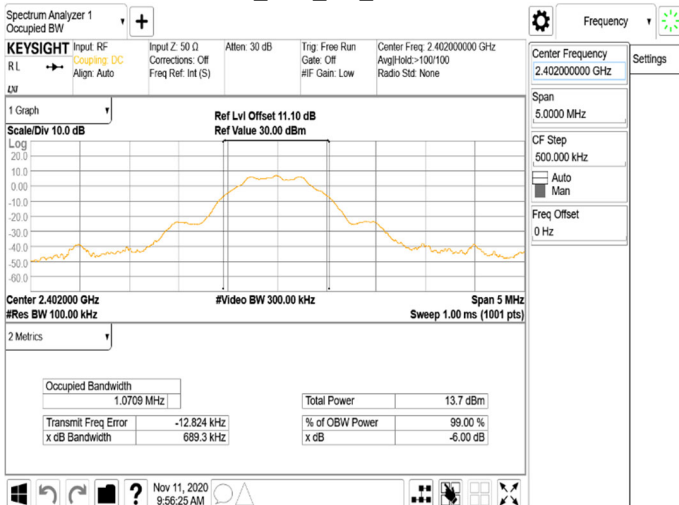 Spectrum Analyzer 1
Occupied BW
+
Frequency
KEYSIGHT
Input: RF
Coupling: DC
Align: Auto
RL
LXI
Input Z: 50 Ω
Corrections: Off
Freq Ref: Int (S)
Atten: 30 dB
Trig: Free Run
Gate: Off
#IF Gain: Low
Center Freq: 2.402000000 GHz
Avg|Hold:>100/100
Radio Std: None
Center Frequency
2.402000000 GHz
Settings
Span
5.0000 MHz
CF Step
500.000 kHz
Auto
Man
Freq Offset
0 Hz
1 Graph
Scale/Div 10.0 dB
Ref Lvl Offset 11.10 dB
Ref Value 30.00 dBm
Log
20.0
10.0
0.00
-10.0
-20.0
-30.0
-40.0
-50.0
-60.0
Center 2.402000 GHz
#Video BW 300.00 kHz
Span 5 MHz
#Res BW 100.00 kHz
Sweep 1.00 ms (1001 pts)
2 Metrics
Occupied Bandwidth
1.0709 MHz
Total Power 13.7 dBm
Transmit Freq Error -12.824 kHz
% of OBW Power 99.00 %
x dB Bandwidth 689.3 kHz
x dB -6.00 dB
?
Nov 11, 2020
9:56:25 AM